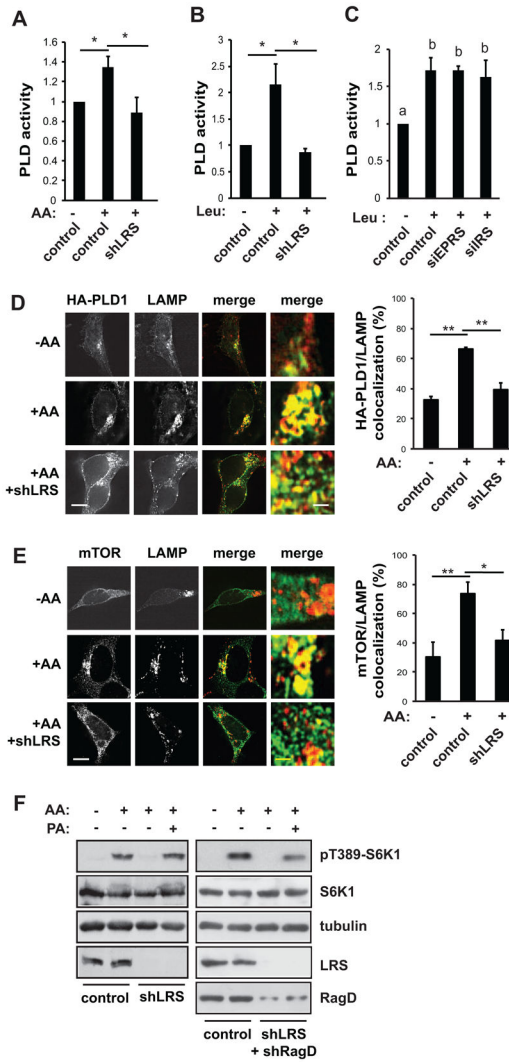 A
PLD activity
1.6
1.4
1.2
1
0.8
0.6
0.4
0.2
0
* *
AA: - + +
control control shLRS
B
PLD activity
3
2.5
2
1.5
1
0.5
0
* *
Leu: - + +
control control shLRS
C
PLD activity
2
1.5
1
0.5
0
a b b b
Leu : - + + +
control control siEPRS siIRS
D
HA-PLD1 LAMP merge merge
-AA
+AA
+AA
+shLRS
HA-PLD1/LAMP
colocalization (%)
100
80
60
40
20
0
** **
AA: - + +
control control shLRS
E
mTOR LAMP merge merge
-AA
+AA
+AA
+shLRS
mTOR/LAMP
colocalization (%)
100
80
60
40
20
0
** *
AA: - + +
control control shLRS
F
AA: - + + + - + + +
PA: - - - + - - - +
pT389-S6K1
S6K1
tubulin
LRS
RagD
control shLRS
control shLRS
+ shRagD